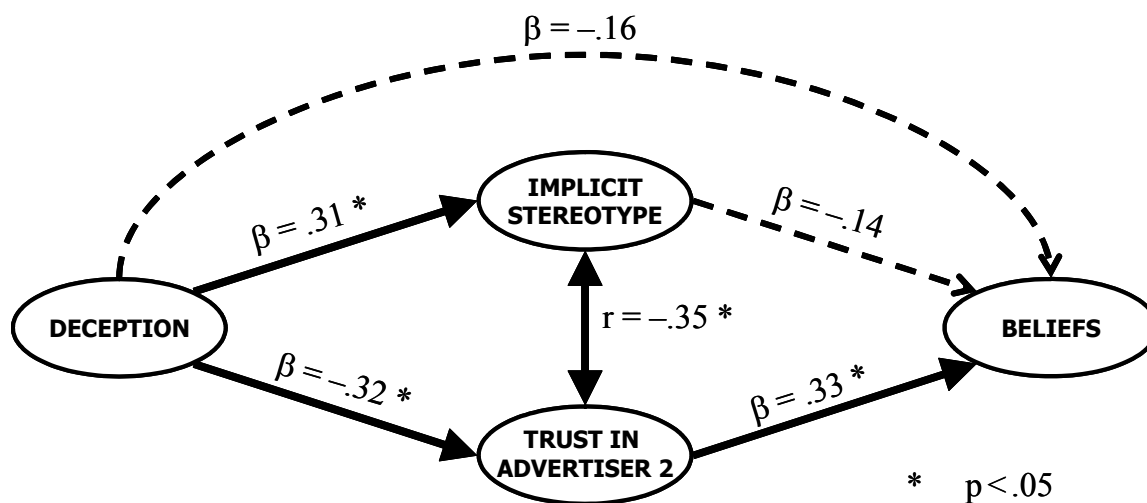 β = –.16
IMPLICIT
STEREOTYPE
β = .31 *
β = –.14
DECEPTION
r = –.35 *
BELIEFS
β = –.32 *
β = .33 *
TRUST IN
ADVERTISER 2
* p < .05